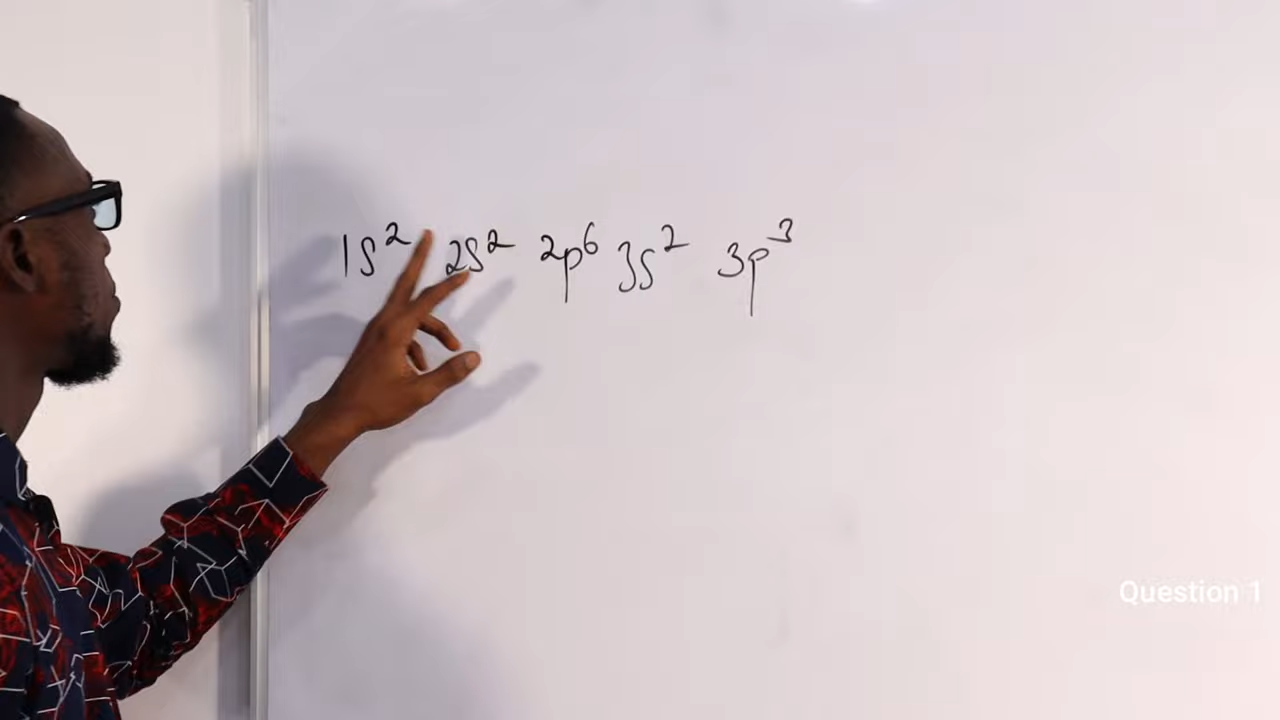 1s² 2s² 2p⁶ 3s² 3p³
Question 1